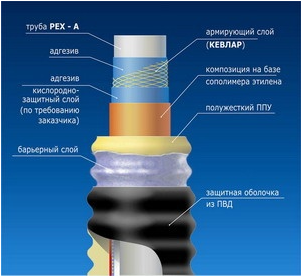 труба PEX - A
адгезив
адгезив
кислородно-
защитный слой
(по требованию
заказчика)
барьерный слой
армирующий слой
(КЕВЛАР)
композиция на базе
сополимера этилена
полужесткий ППУ
защитная оболочка
из ПВД